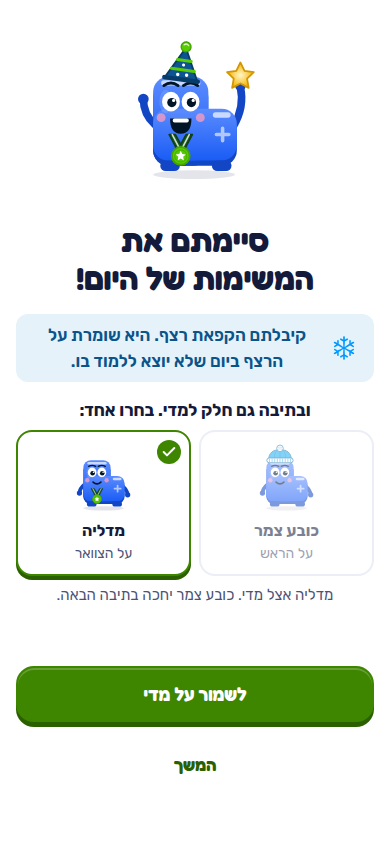 סיימתם את
המשימות של היום!
קיבלתם הקפאת רצף. היא שומרת על
הרצף ביום שלא יוצא ללמוד בו.
ובתיבה גם חלק למדי. בחרו אחד:
כובע צמר
על הראש
מדליה
על הצוואר
מדליה אצל מדי. כובע צמר יחכה בתיבה הבאה.
לשמור על מדי
המשך